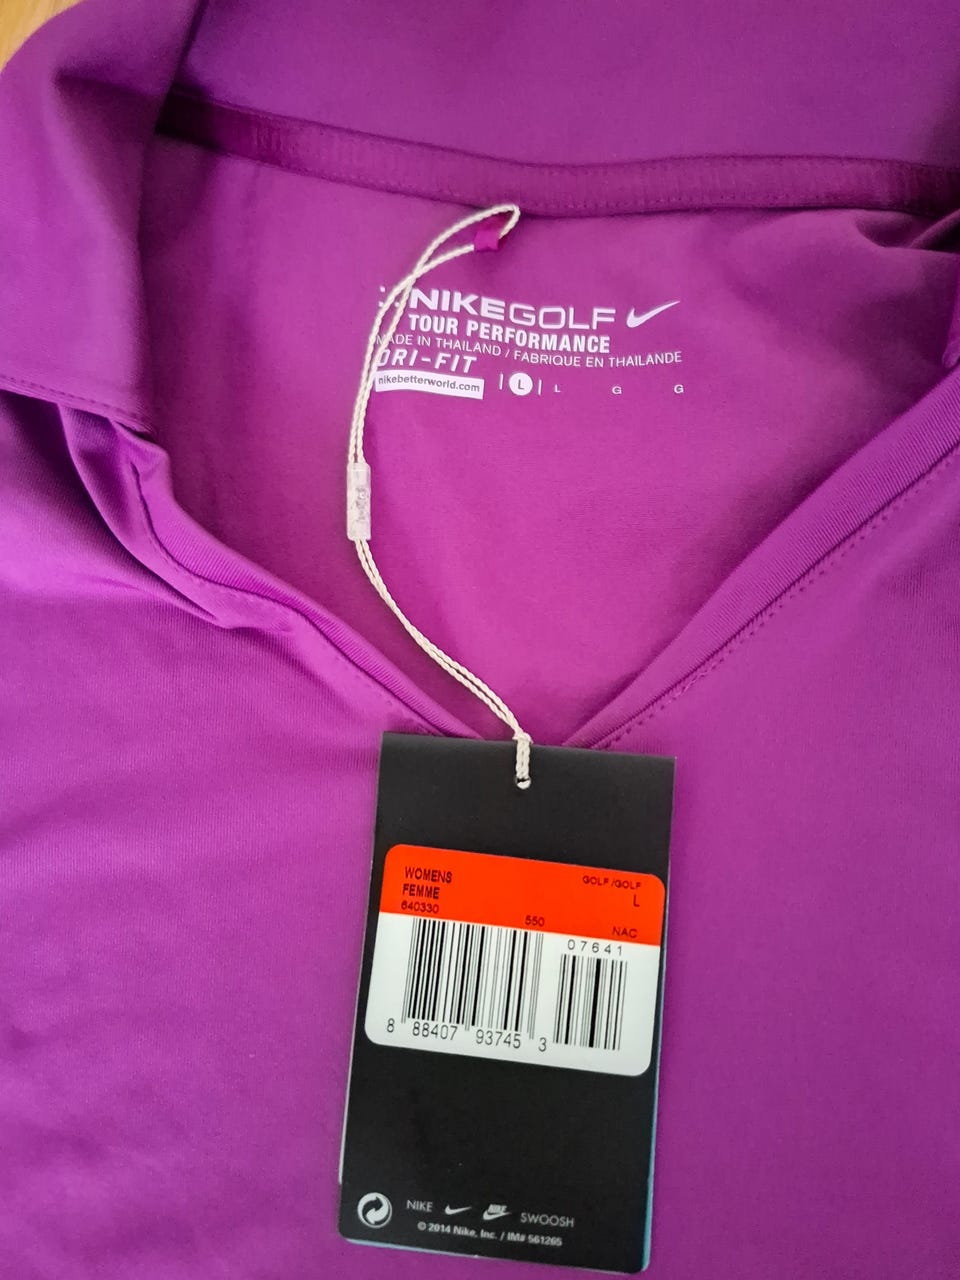 NIKEGOLF
TOUR PERFORMANCE
MADE IN THAILAND / FABRIQUE EN THAILANDE
DRI-FIT
nikebetterworld.com
| L | L G G
WOMENS GOLF /GOLF
FEMME L
640330 550 NAC
07641
8 88407 93745 3
NIKE NIKE SWOOSH
© 2014 Nike, Inc. / IM# 561265